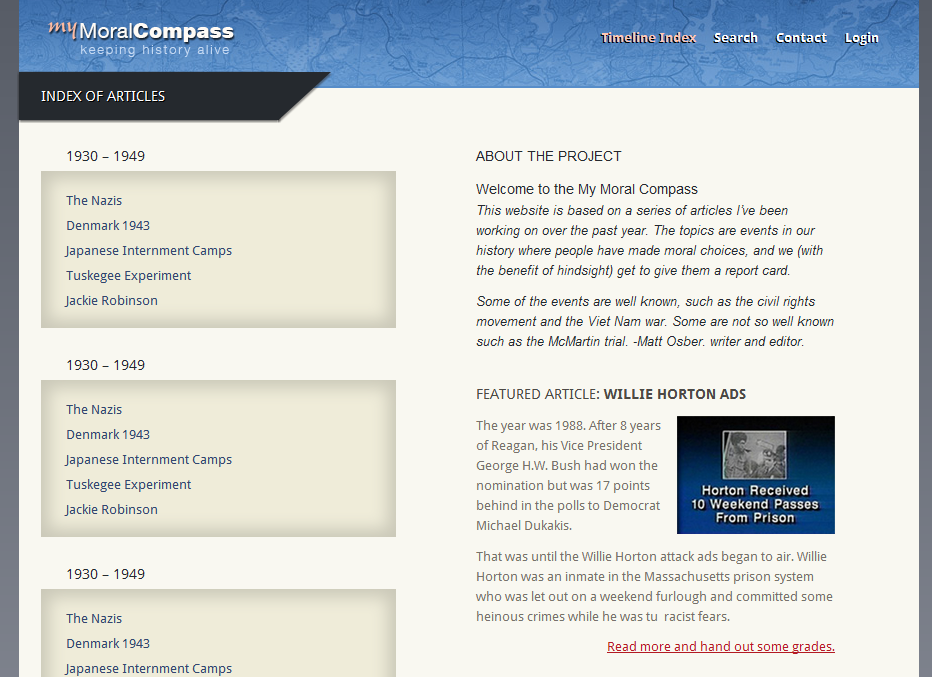 myMoralCompass
keeping history alive
Timeline Index Search Contact Login
INDEX OF ARTICLES
1930 – 1949
The Nazis
Denmark 1943
Japanese Internment Camps
Tuskegee Experiment
Jackie Robinson
1930 – 1949
The Nazis
Denmark 1943
Japanese Internment Camps
Tuskegee Experiment
Jackie Robinson
1930 – 1949
The Nazis
Denmark 1943
Japanese Internment Camps
ABOUT THE PROJECT
Welcome to the My Moral Compass
This website is based on a series of articles I've been
working on over the past year. The topics are events in our
history where people have made moral choices, and we (with
the benefit of hindsight) get to give them a report card.
Some of the events are well known, such as the civil rights
movement and the Viet Nam war. Some are not so well known
such as the McMartin trial. -Matt Osber. writer and editor.
FEATURED ARTICLE: WILLIE HORTON ADS
The year was 1988. After 8 years
of Reagan, his Vice President
George H.W. Bush had won the
nomination but was 17 points
behind in the polls to Democrat
Michael Dukakis.
Horton Received
10 Weekend Passes
From Prison
That was until the Willie Horton attack ads began to air. Willie
Horton was an inmate in the Massachusetts prison system
who was let out on a weekend furlough and committed some
heinous crimes while he was tu racist fears.
Read more and hand out some grades.